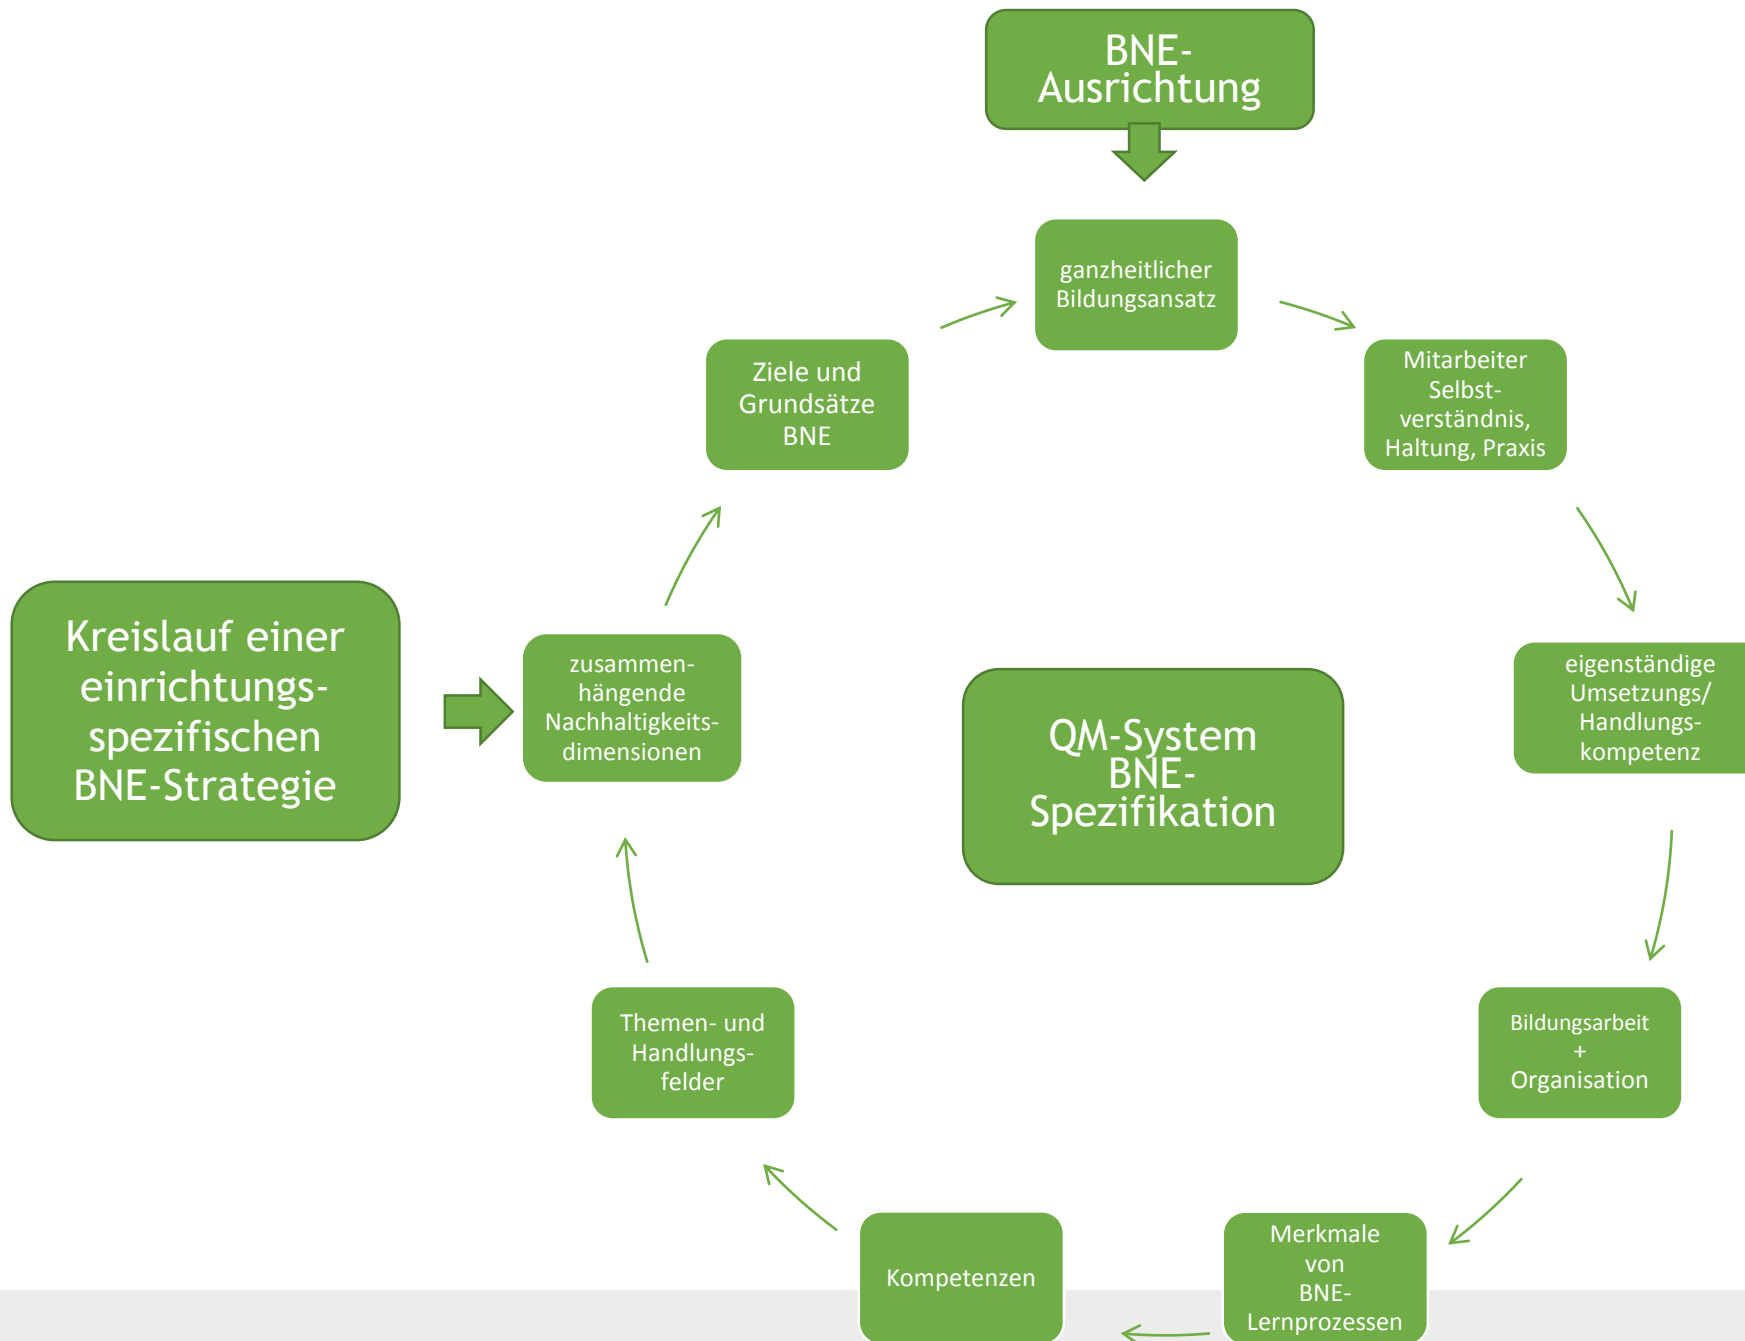 BNE-
Ausrichtung
ganzheitlicher
Bildungsansatz
Mitarbeiter
Selbst-
verständnis,
Haltung, Praxis
eigenständige
Umsetzungs/
Handlungs-
kompetenz
Bildungsarbeit
+
Organisation
Merkmale
von
BNE-
Lernprozessen
Kompetenzen
Themen- und
Handlungs-
felder
zusammen-
hängende
Nachhaltigkeits-
dimensionen
Ziele und
Grundsätze
BNE
Kreislauf einer
einrichtungs-
spezifischen
BNE-Strategie
QM-System
BNE-
Spezifikation